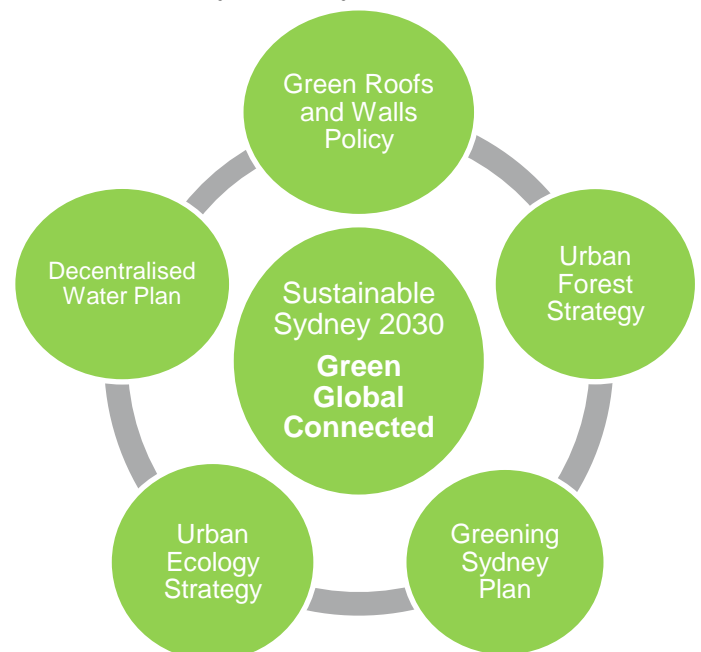 Green Roofs
and Walls
Policy
Decentralised
Water Plan
Urban
Forest
Strategy
Sustainable
Sydney 2030
Green
Global
Connected
Urban
Ecology
Strategy
Greening
Sydney
Plan